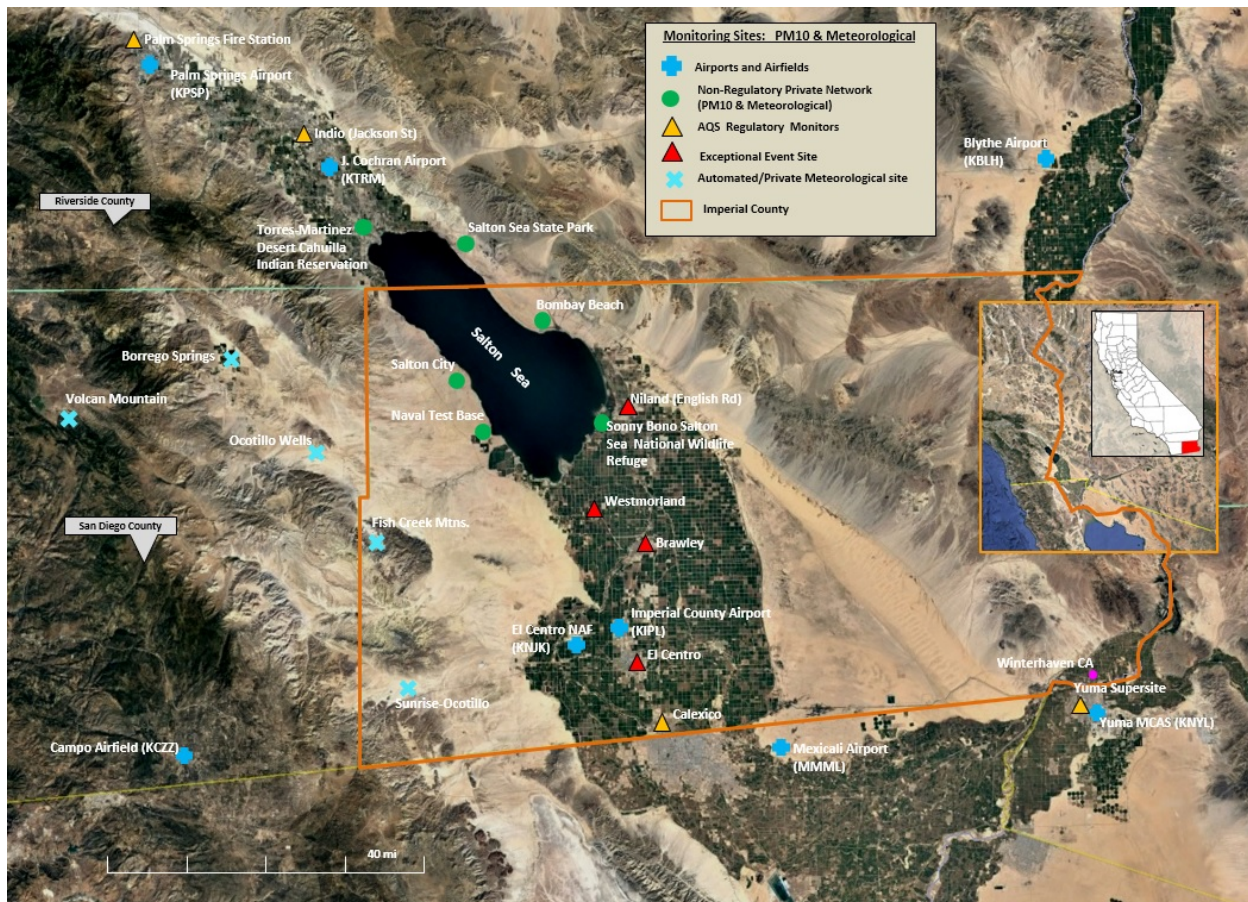 Palm Springs Fire Station
Palm Springs Airport
(KPSP)
Indio (Jackson St)
J. Cochran Airport
(KTRM)
Riverside County
Torres-Martinez
Desert Cahuilla
Indian Reservation
Salton Sea State Park
Monitoring Sites: PM10 & Meteorological
Airports and Airfields
Non-Regulatory Private Network
(PM10 & Meteorological)
AQS Regulatory Monitors
Exceptional Event Site
Automated/Private Meteorological site
Imperial County
Blythe Airport
(KBLH)
Bombay Beach
Salton Sea
Borrego Springs
Salton City
Volcan Mountain
Naval Test Base
Niland (English Rd)
Sonny Bono Salton
Sea National Wildlife
Refuge
Ocotillo Wells
Westmorland
San Diego County
Fish Creek Mtns.
Brawley
Imperial County Airport
(KIPL)
El Centro NAF
(KNJK)
El Centro
Winterhaven CA
Sunrise-Ocotillo
Yuma Supersite
Calexico
Yuma MCAS (KNYL)
Campo Airfield (KCZZ)
Mexicali Airport
(MMML)
40 mi